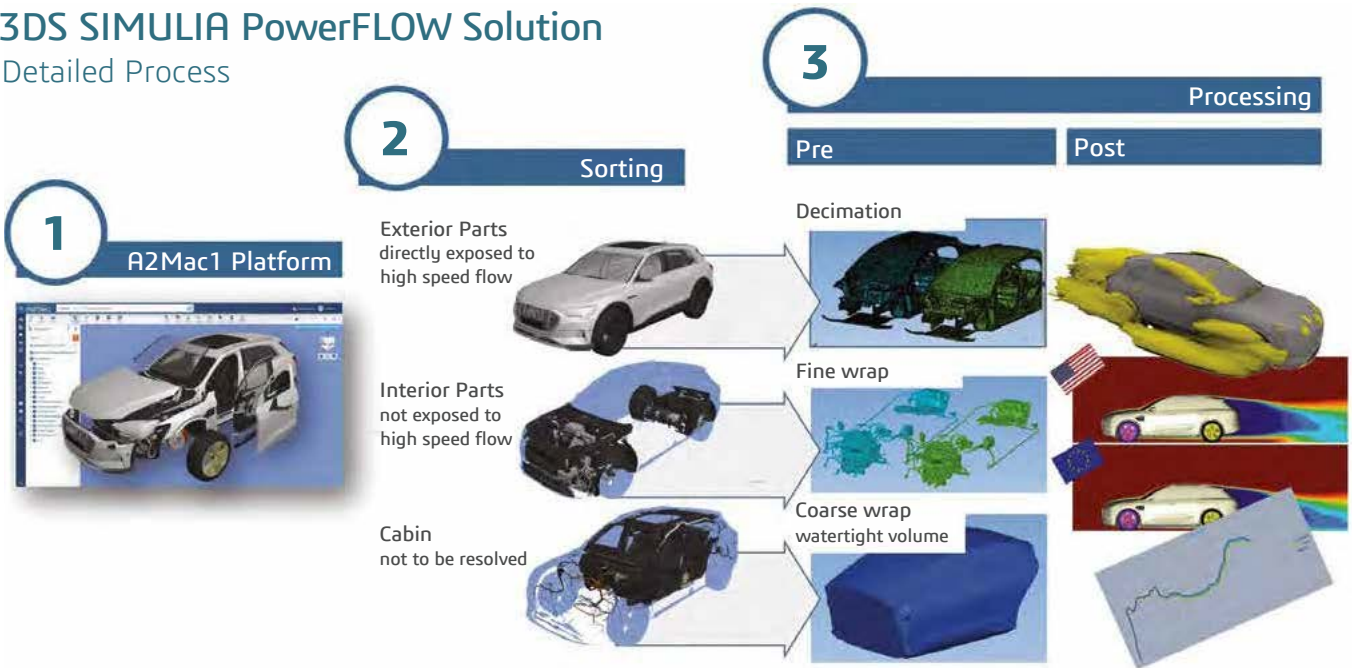 3DS SIMULIA PowerFLOW Solution
Detailed Process
1
A2Mac1 Platform
2
Sorting
Exterior Parts
directly exposed to
high speed flow
Interior Parts
not exposed to
high speed flow
Cabin
not to be resolved
3
Processing
Pre
Post
Decimation
Fine wrap
Coarse wrap
watertight volume